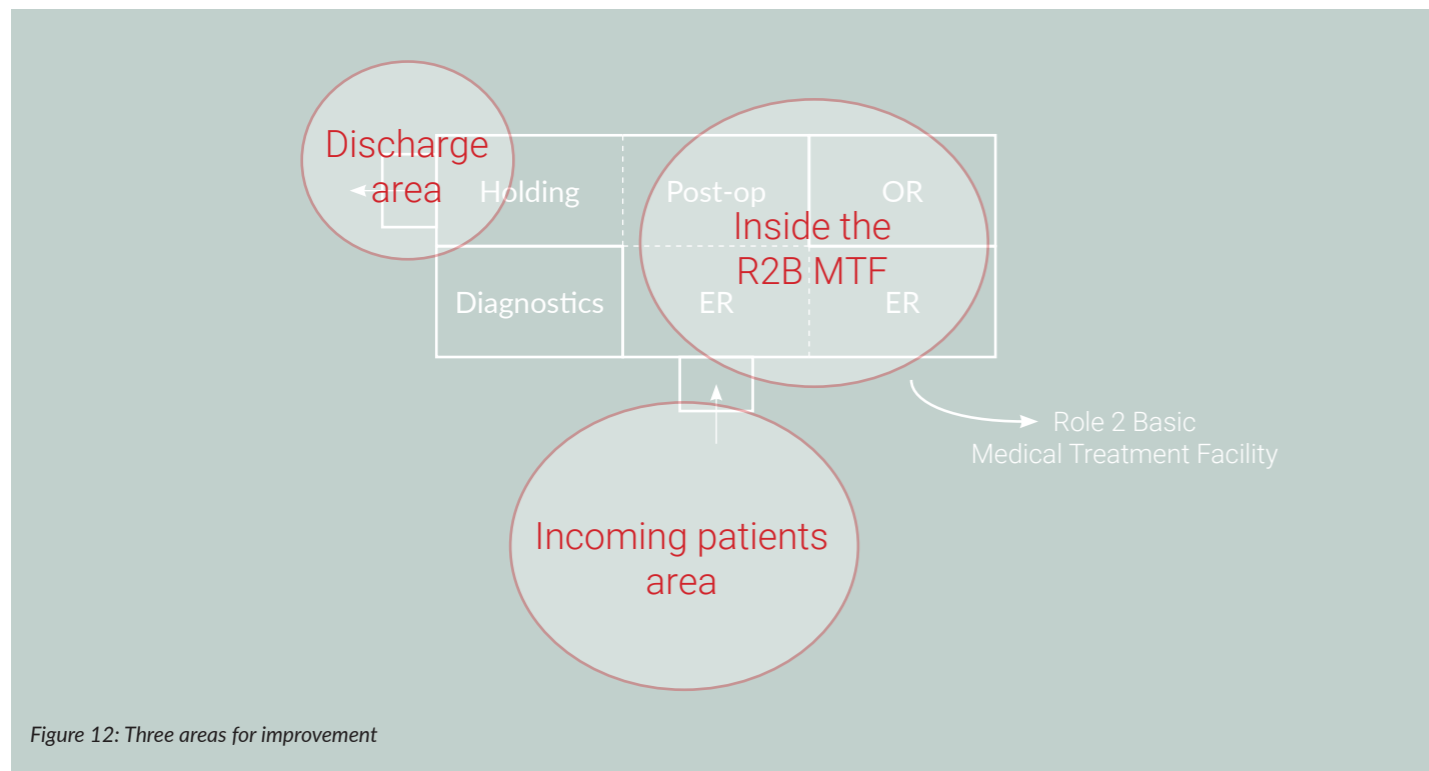 Discharge
area
Holding
Post-op
OR
Inside the
R2B MTF
Diagnostics
ER
ER
Role 2 Basic
Medical Treatment Facility
Incoming patients
area
Figure 12: Three areas for improvement